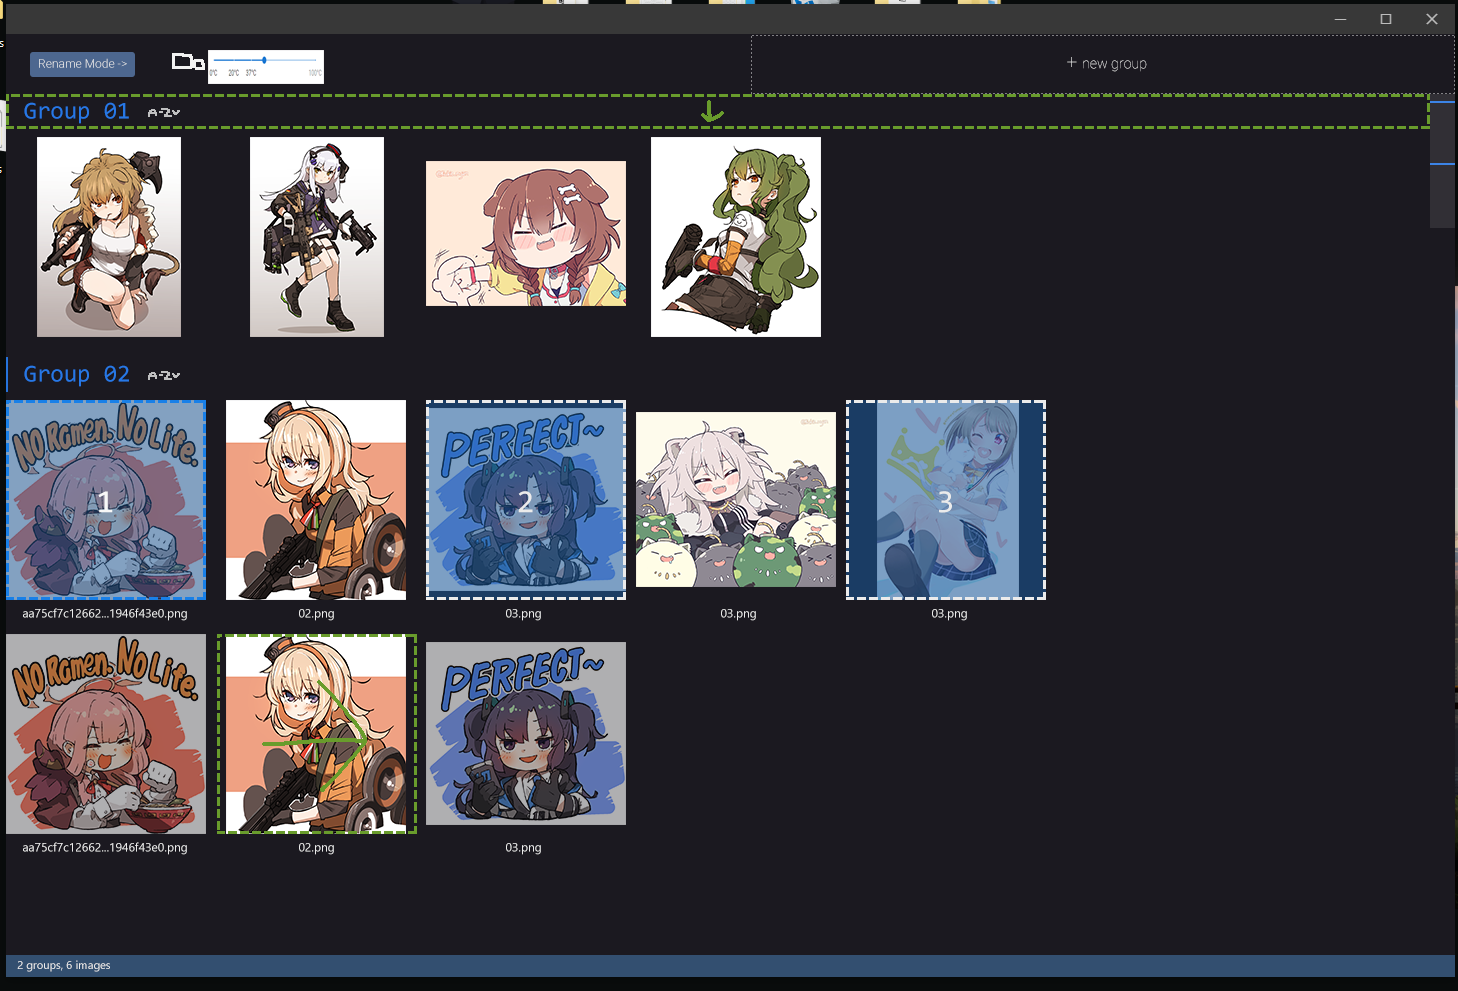 Rename Mode ->
0°C 20°C 37°C 100°C
+ new group
Group 01 A-Z
Group 02 A-Z
NO Ramen. No Life.
PERFECT~
1
2
3
aa75cf7c12662...1946f43e0.png
02.png
03.png
03.png
03.png
NO Ramen. No Life.
PERFECT~
aa75cf7c12662...1946f43e0.png
02.png
03.png
2 groups, 6 images